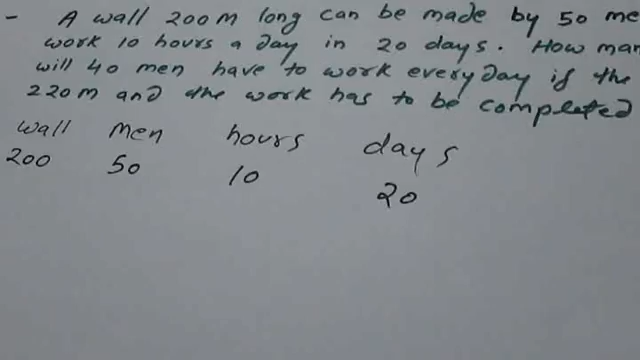 - A wall 200 m long can be made by 50 me
work 10 hours a day in 20 days. How man
will 40 men have to work every day if the
220 m and the work has to be completed
wall men hours days
200 50 10 20